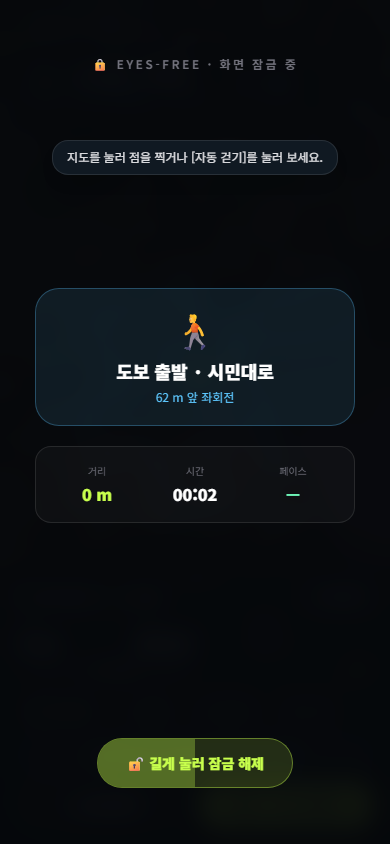 EYES-FREE · 화면 잠금 중
지도를 눌러 점을 찍거나 [자동 걷기]를 눌러 보세요.
도보 출발 · 시민대로
62 m 앞 좌회전
거리 시간 페이스
0 m 00:02 —
길게 눌러 잠금 해제